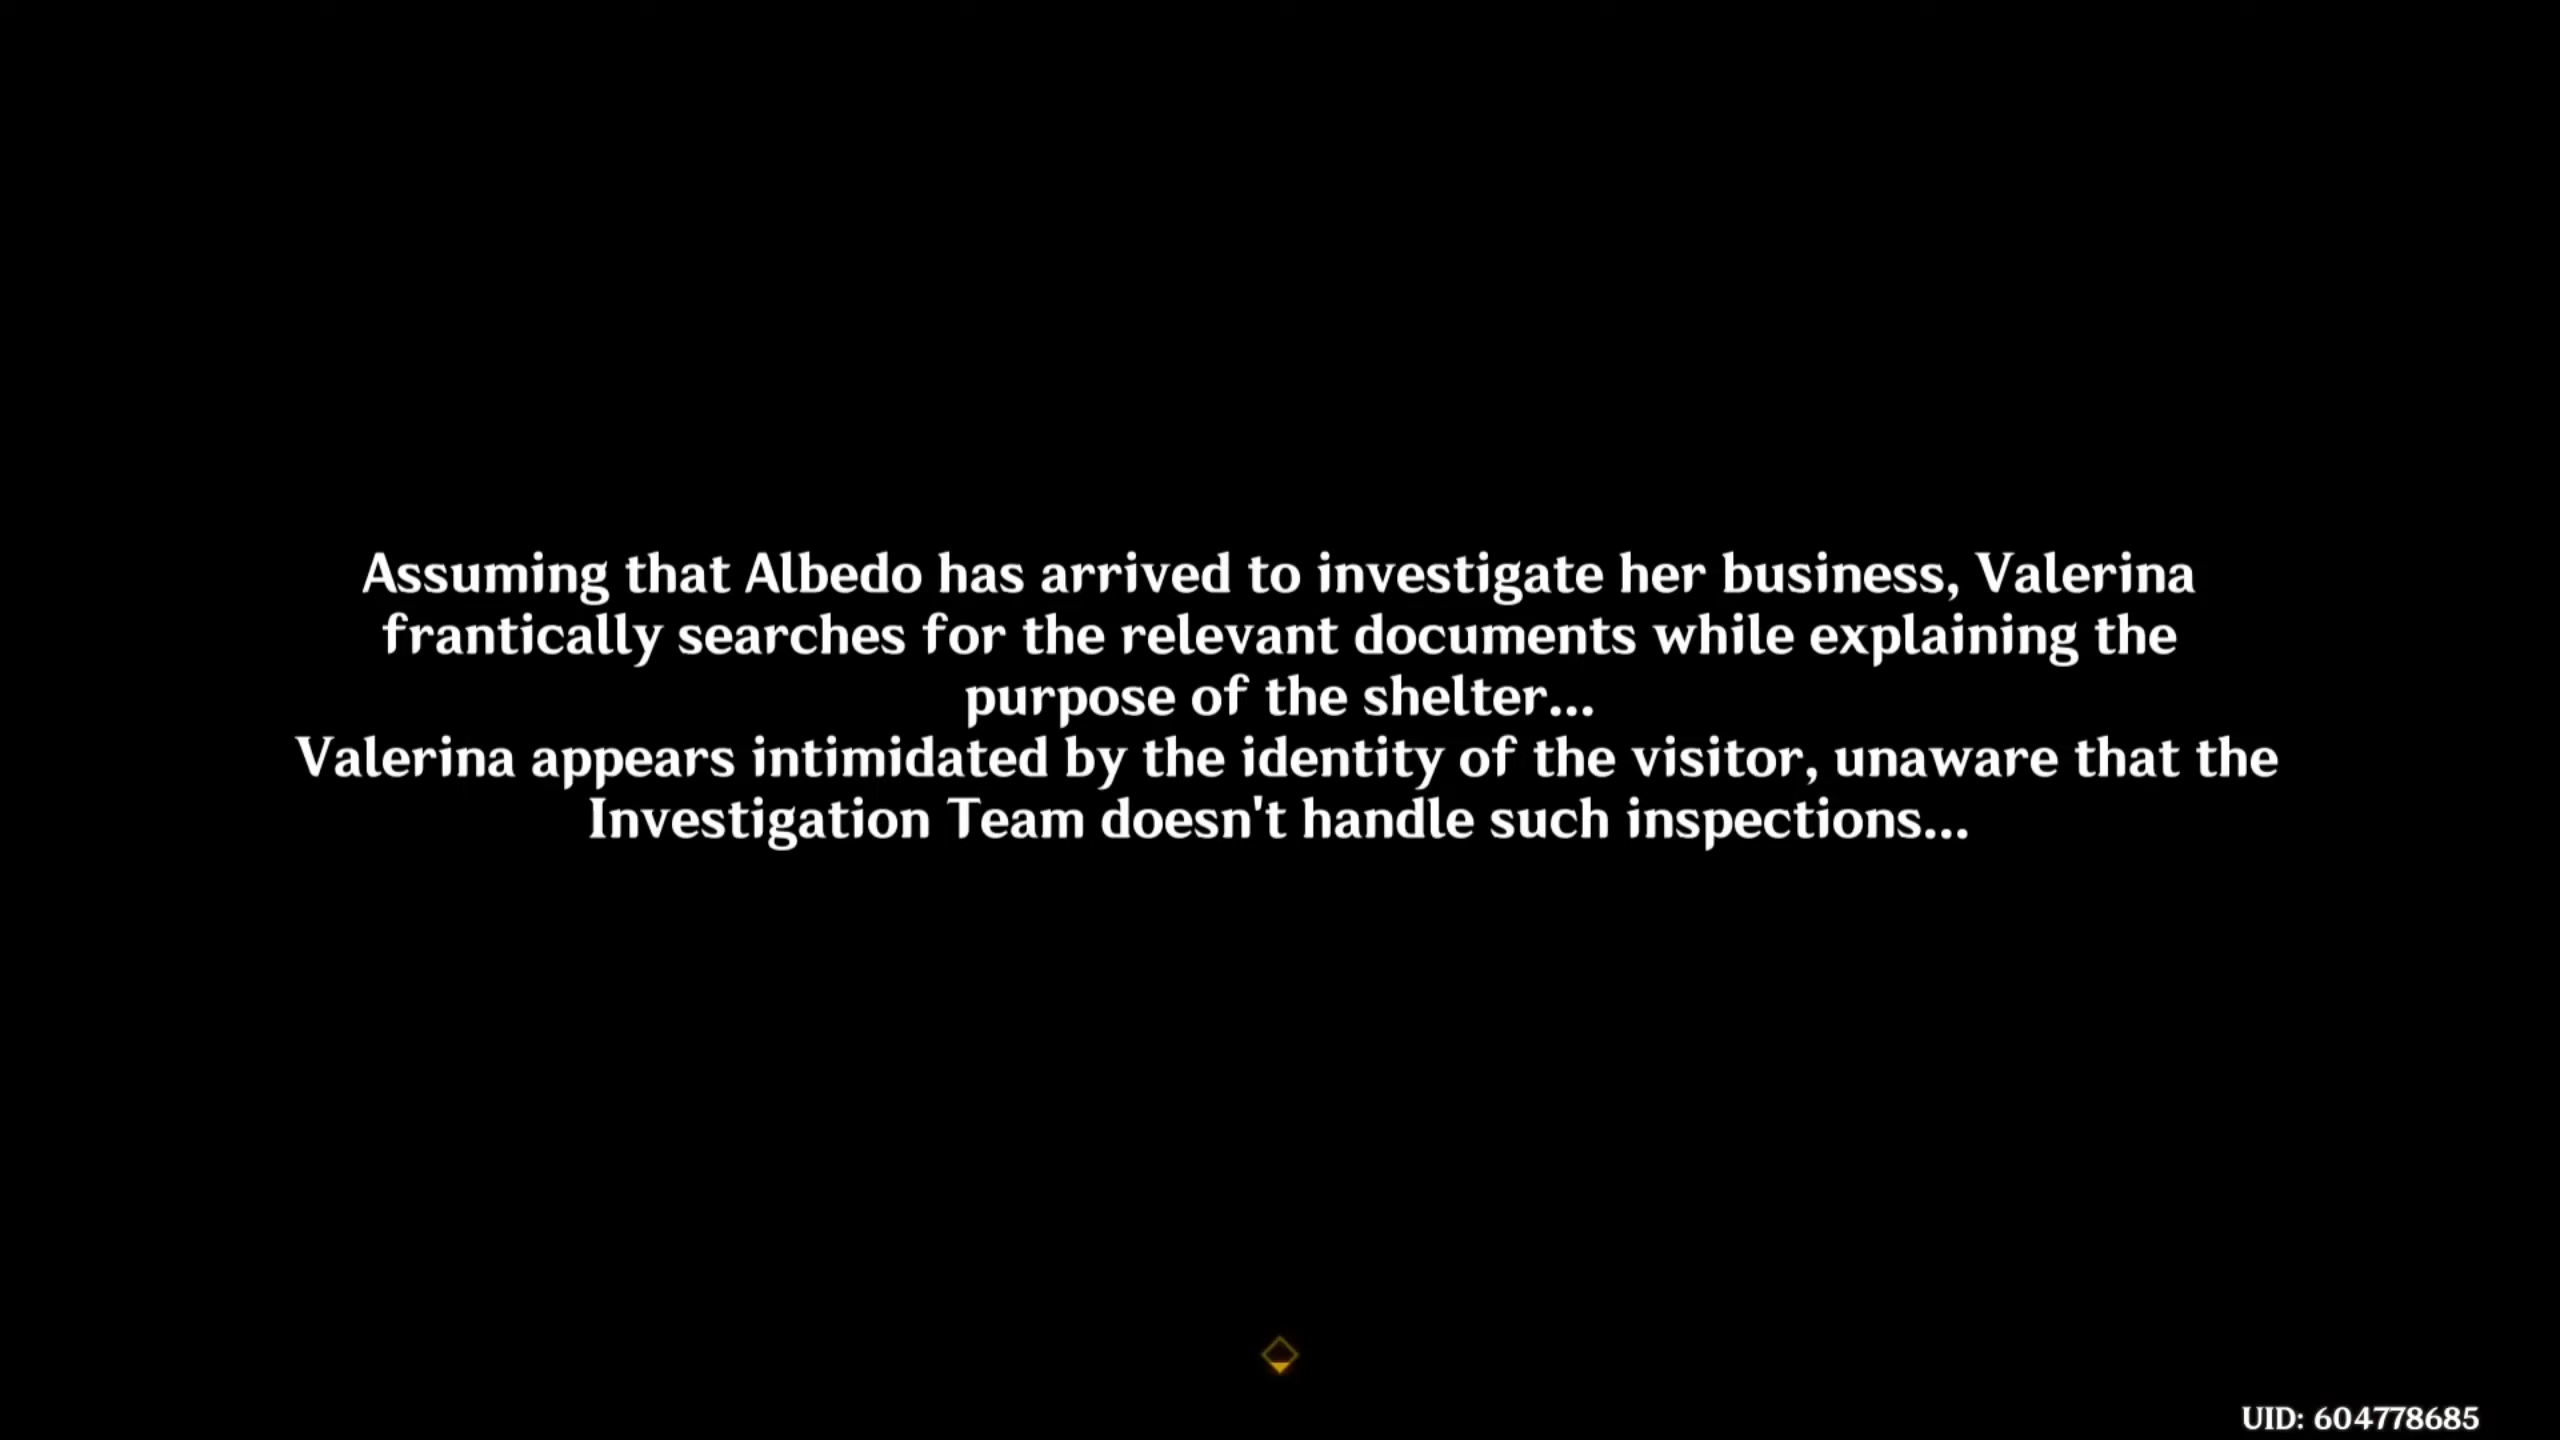 Assuming that Albedo has arrived to investigate her business, Valerina
frantically searches for the relevant documents while explaining the
purpose of the shelter...
Valerina appears intimidated by the identity of the visitor, unaware that the
Investigation Team doesn't handle such inspections...
UID: 604778685